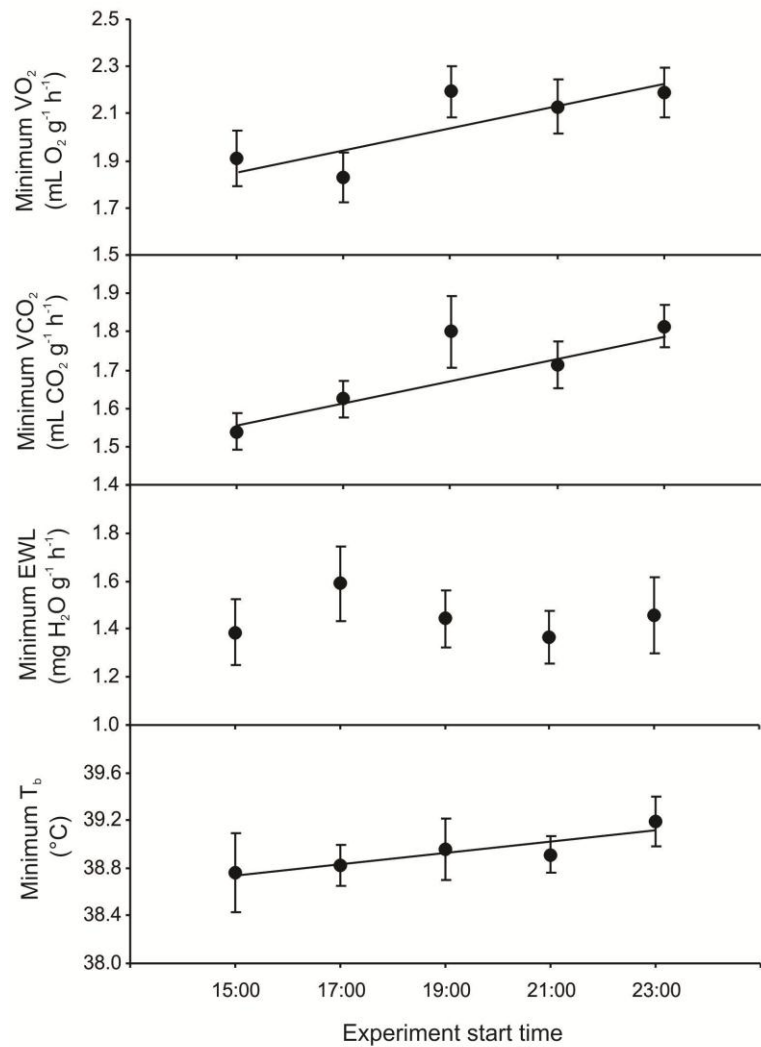 Minimum VO₂
(mL O₂ g⁻¹ h⁻¹)
2.5
2.3
2.1
1.9
1.7
1.5
Minimum VCO₂
(mL CO₂ g⁻¹ h⁻¹)
1.9
1.8
1.7
1.6
1.5
1.4
Minimum EWL
(mg H₂O g⁻¹ h⁻¹)
1.8
1.6
1.4
1.2
1.0
Minimum T_b
(°C)
39.6
39.2
38.8
38.4
38.0
15:00 17:00 19:00 21:00 23:00
Experiment start time